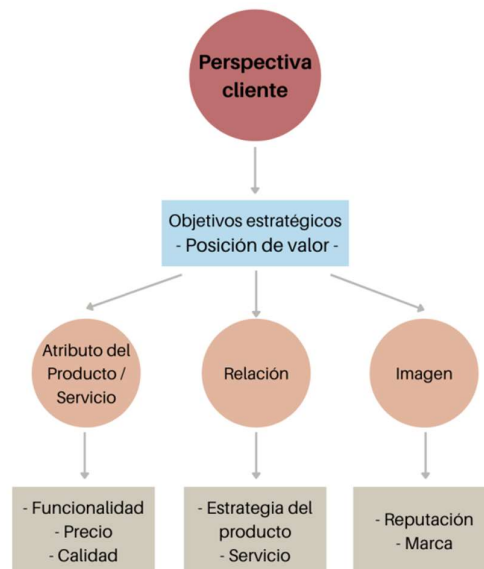 Perspectiva
cliente
Objetivos estratégicos
- Posición de valor -
Atributo del
Producto /
Servicio
Relación
Imagen
- Funcionalidad
- Precio
- Calidad
- Estrategia del
producto
- Servicio
- Reputación
- Marca